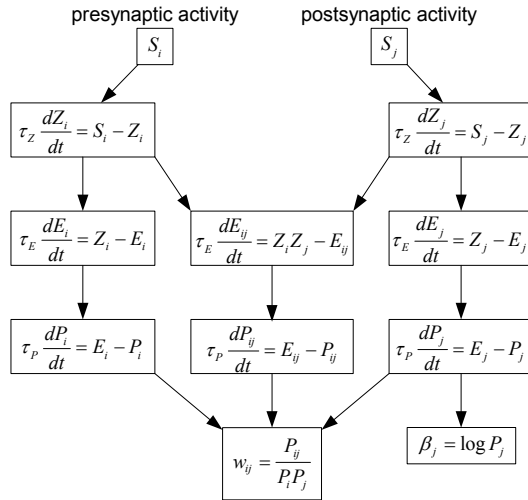 presynaptic activity postsynaptic activity
S_i S_j
τ_Z dZ_i/dt = S_i − Z_i τ_Z dZ_j/dt = S_j − Z_j
τ_E dE_i/dt = Z_i − E_i τ_E dE_ij/dt = Z_i Z_j − E_ij τ_E dE_j/dt = Z_j − E_j
τ_P dP_i/dt = E_i − P_i τ_P dP_ij/dt = E_ij − P_ij τ_P dP_j/dt = E_j − P_j
w_ij = P_ij/(P_i P_j) β_j = log P_j